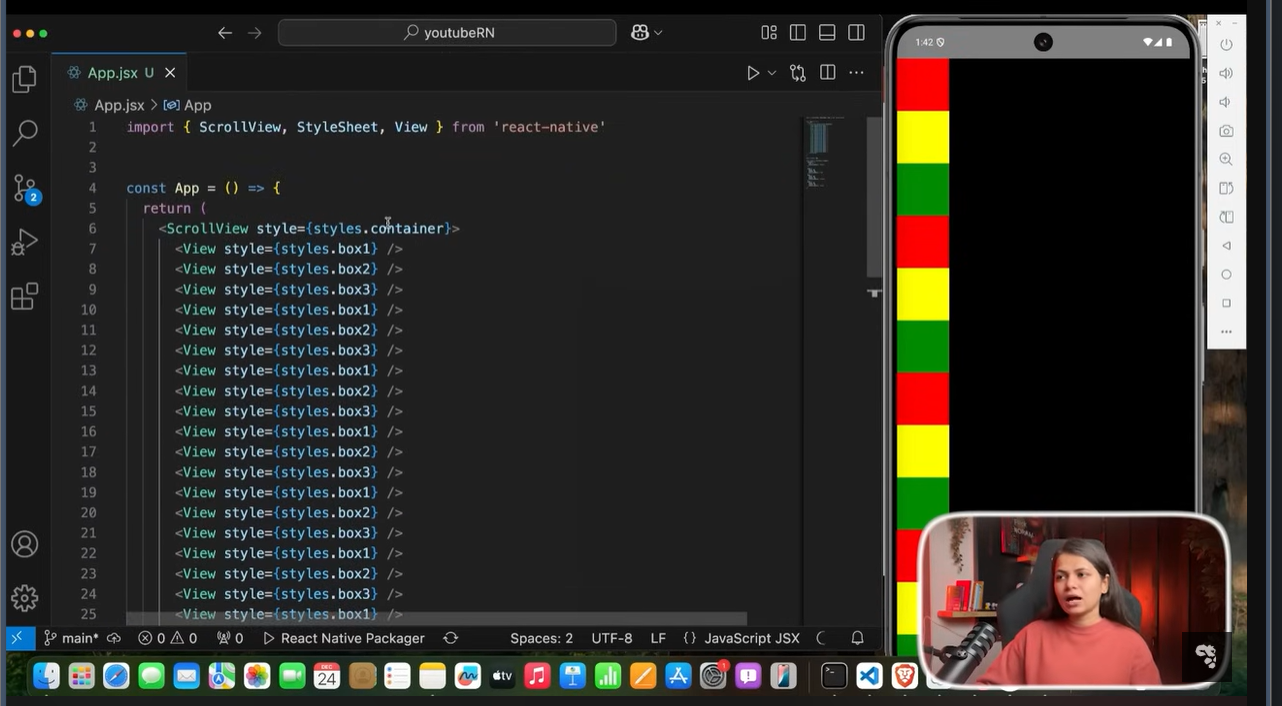 youtubeRN
App.jsx U
App.jsx > App
1 import { ScrollView, StyleSheet, View } from 'react-native'
2
3
4 const App = () => {
5 return (
6 <ScrollView style={styles.container}>
7 <View style={styles.box1} />
8 <View style={styles.box2} />
9 <View style={styles.box3} />
10 <View style={styles.box1} />
11 <View style={styles.box2} />
12 <View style={styles.box3} />
13 <View style={styles.box1} />
14 <View style={styles.box2} />
15 <View style={styles.box3} />
16 <View style={styles.box1} />
17 <View style={styles.box2} />
18 <View style={styles.box3} />
19 <View style={styles.box1} />
20 <View style={styles.box2} />
21 <View style={styles.box3} />
22 <View style={styles.box1} />
23 <View style={styles.box2} />
24 <View style={styles.box3} />
25 <View style={styles.box1} />
2
main* 0 0 0 React Native Packager Spaces: 2 UTF-8 LF {} JavaScript JSX
DEC
24
tv
1
1:42